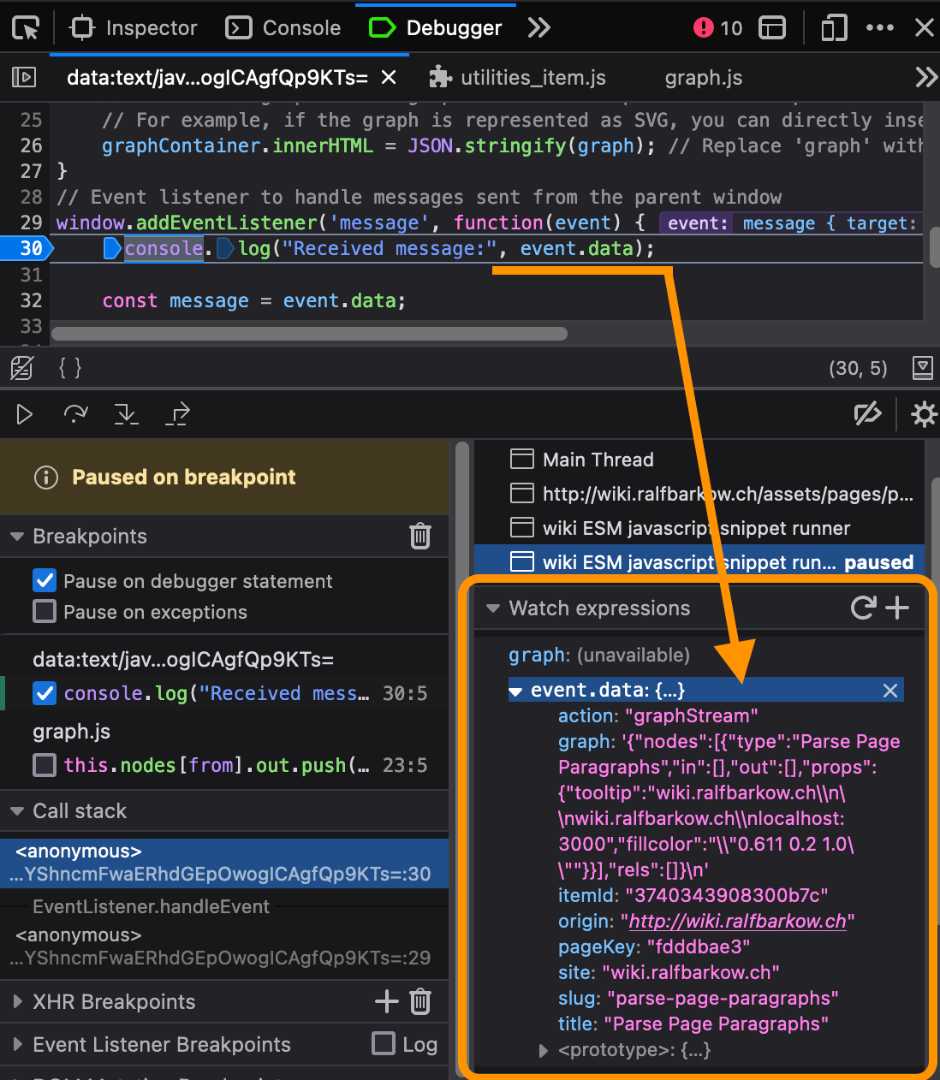 Inspector Console Debugger 10
data:text/jav...oglCAgfQp9KTs= utilities_item.js graph.js
25 // For example, if the graph is represented as SVG, you can directly inse
26 graphContainer.innerHTML = JSON.stringify(graph); // Replace 'graph' with
27 }
28 // Event listener to handle messages sent from the parent window
29 window.addEventListener('message', function(event) { event: message { target:
30 console.log("Received message:", event.data);
31
32 const message = event.data;
33
{ } (30, 5)
Paused on breakpoint
Breakpoints
Pause on debugger statement
Pause on exceptions
data:text/jav...oglCAgfQp9KTs=
console.log("Received mess... 30:5
graph.js
this.nodes[from].out.push(... 23:5
Call stack
<anonymous>
...YShncmFwaERhdGEpOwoglCAgfQp9KTs=:30
EventListener.handleEvent
<anonymous>
...YShncmFwaERhdGEpOwoglCAgfQp9KTs=:29
XHR Breakpoints
Event Listener Breakpoints Log
Main Thread
http://wiki.ralfbarkow.ch/assets/pages/p...
wiki ESM javascript snippet runner
wiki ESM javascript snippet run... paused
Watch expressions
graph: (unavailable)
event.data: {...}
action: "graphStream"
graph: '{"nodes":[{"type":"Parse Page
Paragraphs","in":[],"out":[],"props":
{"tooltip":"wiki.ralfbarkow.ch\\n\
\nwiki.ralfbarkow.ch\\nlocalhost:
3000","fillcolor":"\\"0.611 0.2 1.0\
\""}}],"rels":[]}\n'
itemId: "3740343908300b7c"
origin: "http://wiki.ralfbarkow.ch"
pageKey: "fdddbae3"
site: "wiki.ralfbarkow.ch"
slug: "parse-page-paragraphs"
title: "Parse Page Paragraphs"
<prototype>: {...}